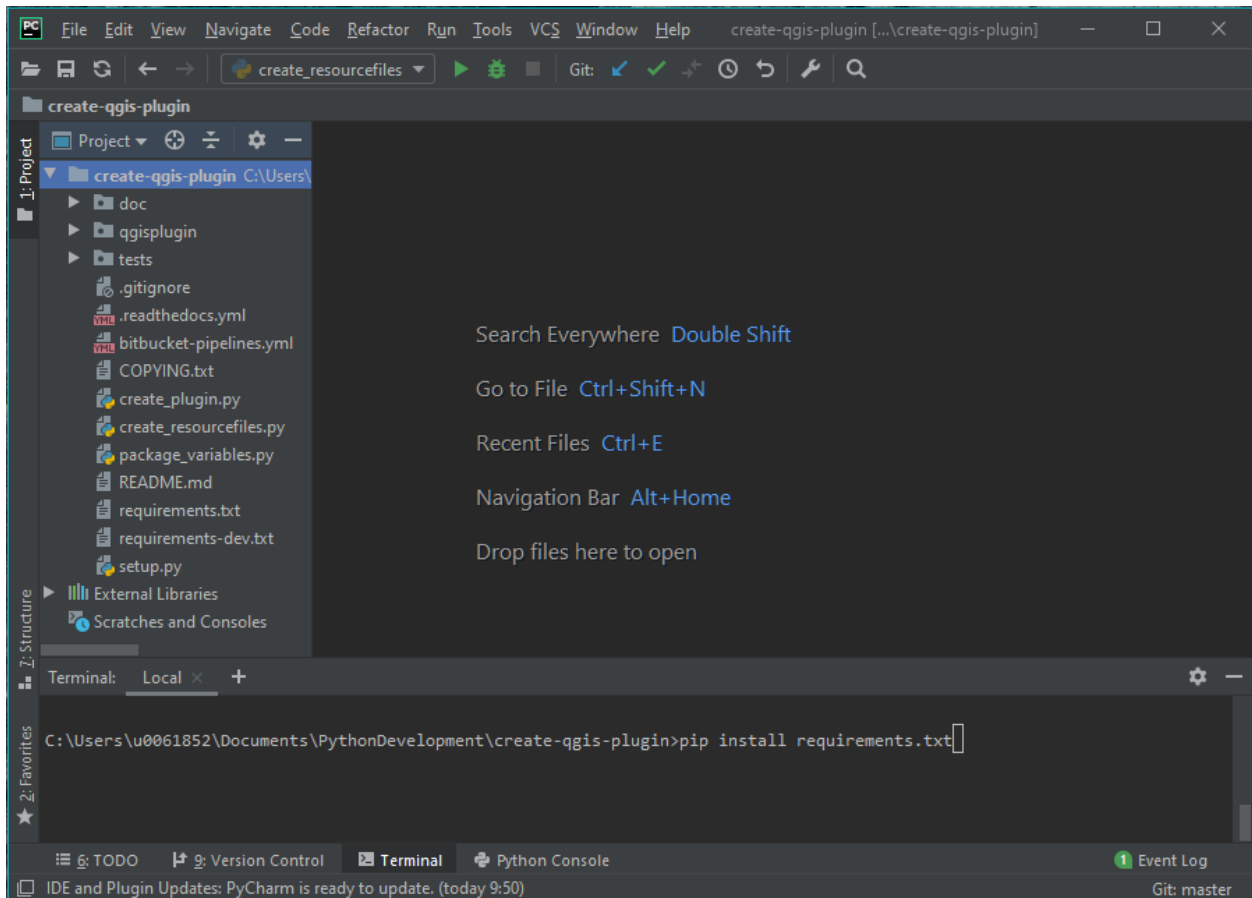 PC File Edit View Navigate Code Refactor Run Tools VCS Window Help create-qgis-plugin [...\create-qgis-plugin]
create_resourcefiles Git:
create-qgis-plugin
1: Project
Project
create-qgis-plugin C:\Users\
doc
qgisplugin
tests
.gitignore
YML .readthedocs.yml
YML bitbucket-pipelines.yml
COPYING.txt
create_plugin.py
create_resourcefiles.py
package_variables.py
README.md
requirements.txt
requirements-dev.txt
setup.py
External Libraries
Scratches and Consoles
Search Everywhere Double Shift
Go to File Ctrl+Shift+N
Recent Files Ctrl+E
Navigation Bar Alt+Home
Drop files here to open
7: Structure
2: Favorites
Terminal: Local × +
C:\Users\u0061852\Documents\PythonDevelopment\create-qgis-plugin>pip install requirements.txt
6: TODO 9: Version Control Terminal Python Console 1 Event Log
IDE and Plugin Updates: PyCharm is ready to update. (today 9:50) Git: master